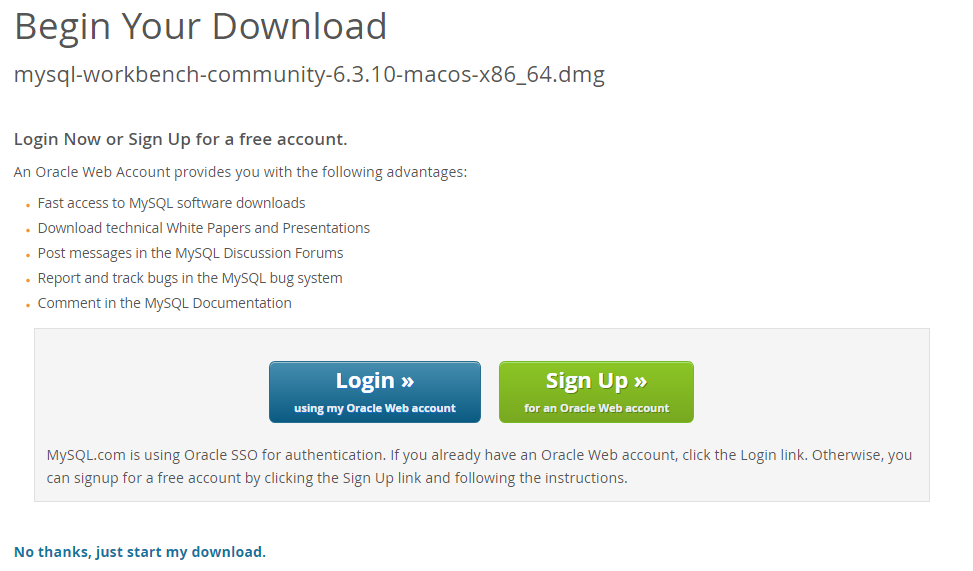 Begin Your Download
mysql-workbench-community-6.3.10-macos-x86_64.dmg
Login Now or Sign Up for a free account.
An Oracle Web Account provides you with the following advantages:
Fast access to MySQL software downloads
Download technical White Papers and Presentations
Post messages in the MySQL Discussion Forums
Report and track bugs in the MySQL bug system
Comment in the MySQL Documentation
Login »
using my Oracle Web account
Sign Up »
for an Oracle Web account
MySQL.com is using Oracle SSO for authentication. If you already have an Oracle Web account, click the Login link. Otherwise, you
can signup for a free account by clicking the Sign Up link and following the instructions.
No thanks, just start my download.